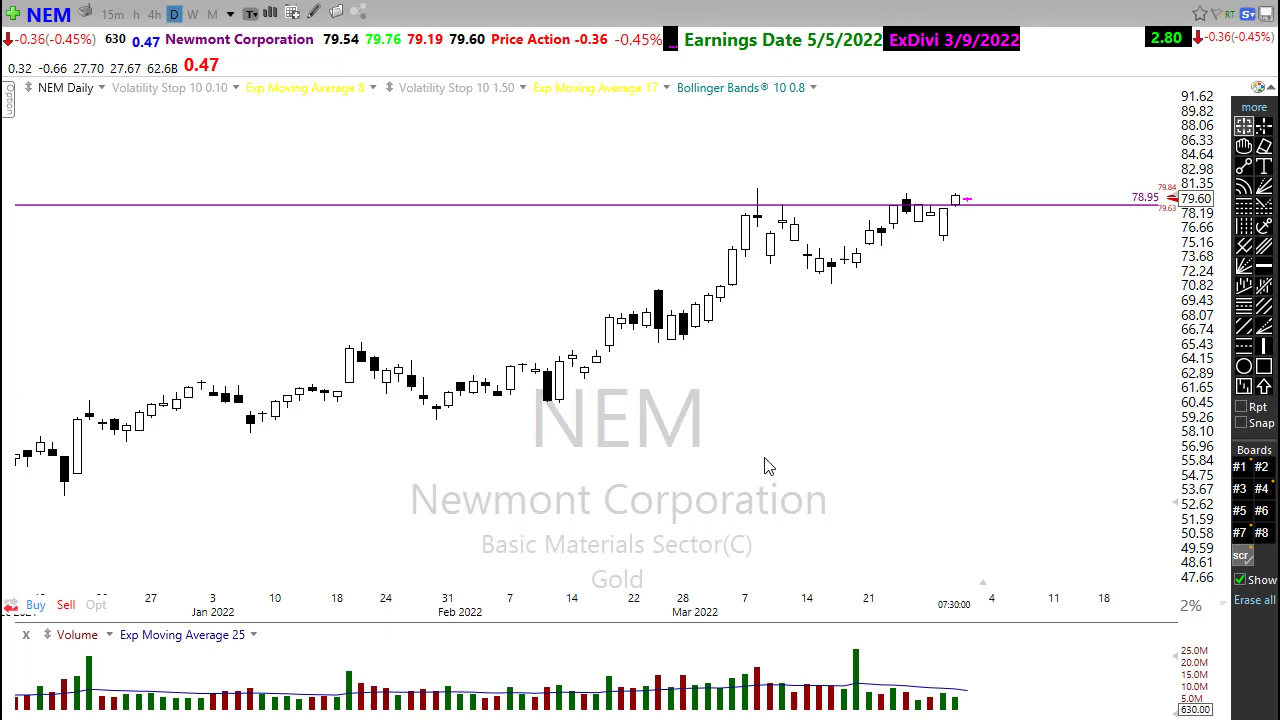 NEM 15m h 4h D W M T RT S
-0.36(-0.45%) 630 0.47 Newmont Corporation 79.54 79.76 79.19 79.60 Price Action -0.36 -0.45% ... Earnings Date 5/5/2022 ExDivi 3/9/2022 2.80 -0.36(-0.45%)
0.32 -0.66 27.70 27.67 62.6B 0.47
Option
NEM Daily Volatility Stop 10 0.10 Exp Moving Average 8 Volatility Stop 10 1.50 Exp Moving Average 17 Bollinger Bands® 10 0.8
91.62
89.82
88.06
86.33
84.64
82.98
81.35
78.95 79.84
79.60
79.63
78.19
76.66
75.16
73.68
72.24
70.82
69.43
68.07
66.74
65.43
64.15
62.89
61.65
60.45
59.26
58.10
56.96
55.84
54.75
53.67
52.62
51.59
50.58
49.59
48.61
47.66
NEM
Newmont Corporation
Basic Materials Sector(C)
Gold
more
T
Rpt
Snap
Boards
#1 #2
#3 #4
#5 #6
#7 #8
scr
Show
Erase all
27 3 10 18 24 31 7 14 22 28 7 14 21 07:30:00 4 11 18
Jan 2022 Feb 2022 Mar 2022
Buy Sell Opt 2%
X Volume Exp Moving Average 25
25.0M
20.0M
15.0M
10.0M
5.0M
630.00